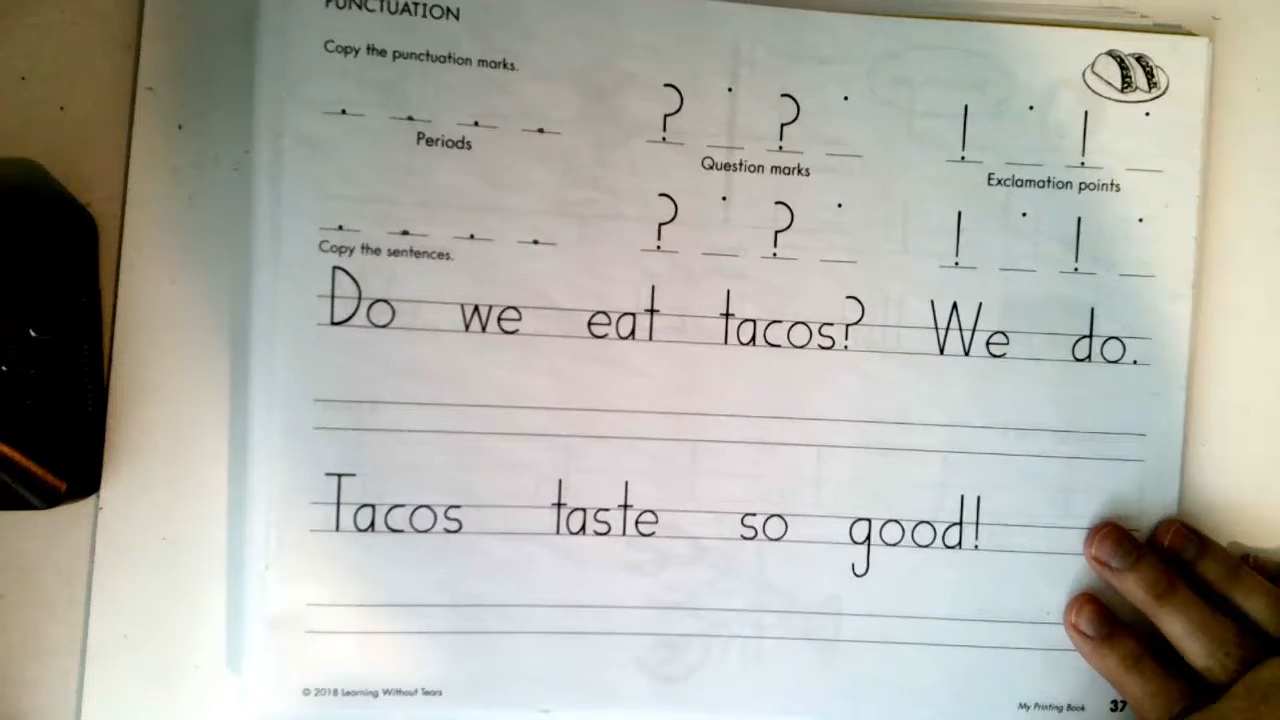 PUNCTUATION
Copy the punctuation marks.
. . . . ? ? ! !
Periods Question marks Exclamation points
. . . . ? ? ! !
Copy the sentences.
Do we eat tacos? We do.
Tacos taste so good!
© 2018 Learning Without Tears
My Printing Book 37